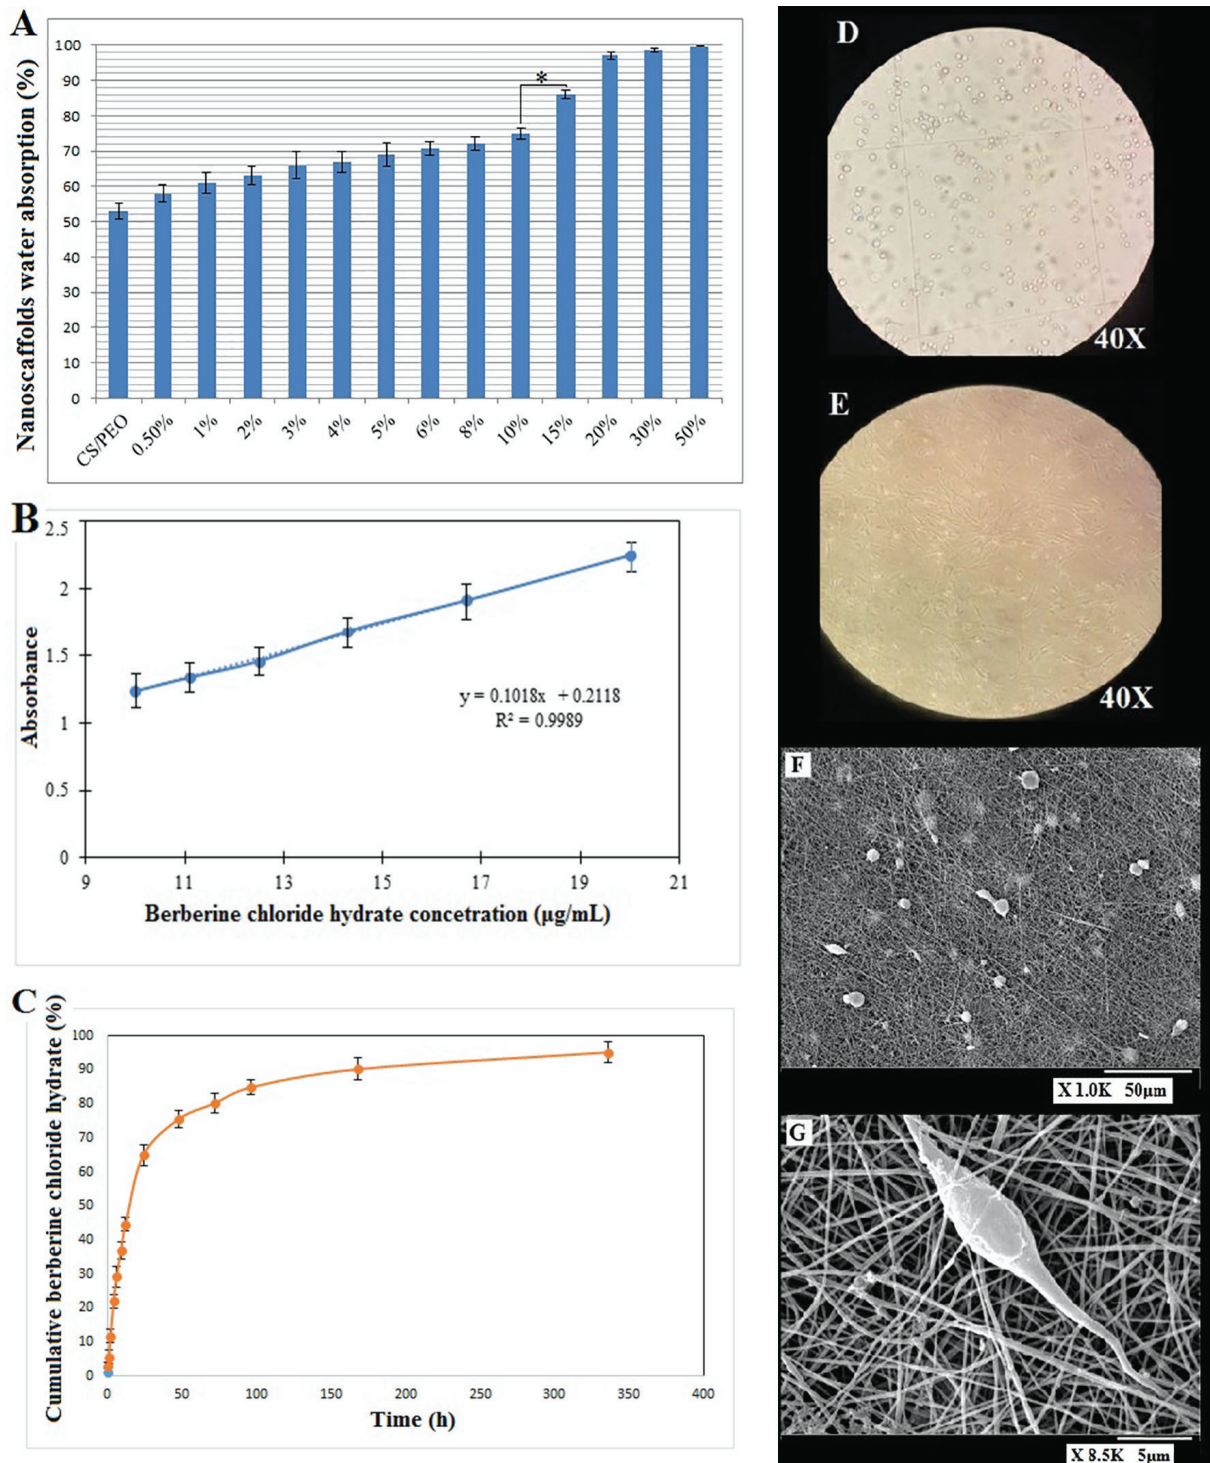 A
Nanoscaffolds water absorption (%)
100
90
80
70
60
50
40
30
20
10
0
*
CS/PEO
0.50%
1%
2%
3%
4%
5%
6%
8%
10%
15%
20%
30%
50%
B
Absorbance
2.5
2
1.5
1
0.5
0
y = 0.1018x + 0.2118
R² = 0.9989
9 11 13 15 17 19 21
Berberine chloride hydrate concetration (µg/mL)
C
Cumulative berberine chloride hydrate (%)
100
90
80
70
60
50
40
30
20
10
0
0 50 100 150 200 250 300 350 400
Time (h)
D
40X
E
40X
F
X 1.0K 50µm
G
X 8.5K 5µm